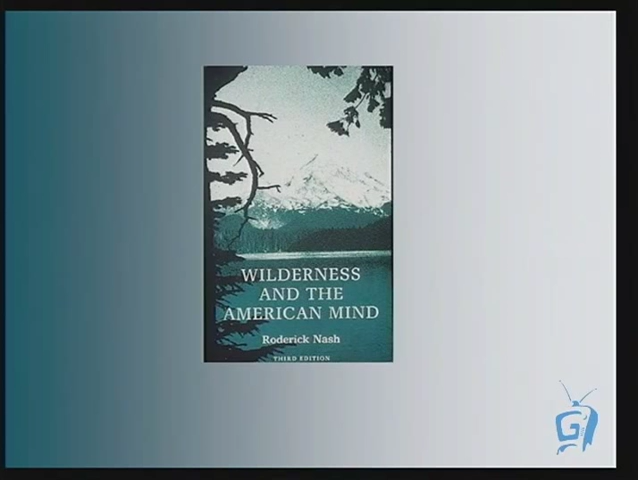 WILDERNESS
AND THE
AMERICAN MIND
Roderick Nash
THIRD EDITION
G